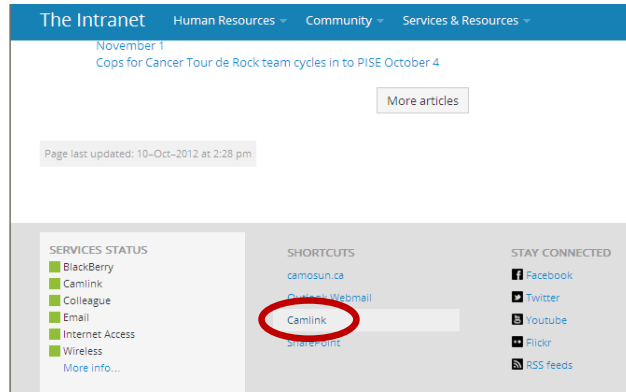 The Intranet Human Resources Community Services & Resources
November 1
Cops for Cancer Tour de Rock team cycles in to PISE October 4
More articles
Page last updated: 10–Oct–2012 at 2:28 pm
SERVICES STATUS
BlackBerry
Camlink
Colleague
Email
Internet Access
Wireless
More info...
SHORTCUTS
camosun.ca
Outlook Webmail
Camlink
SharePoint
STAY CONNECTED
Facebook
Twitter
Youtube
Flickr
RSS feeds